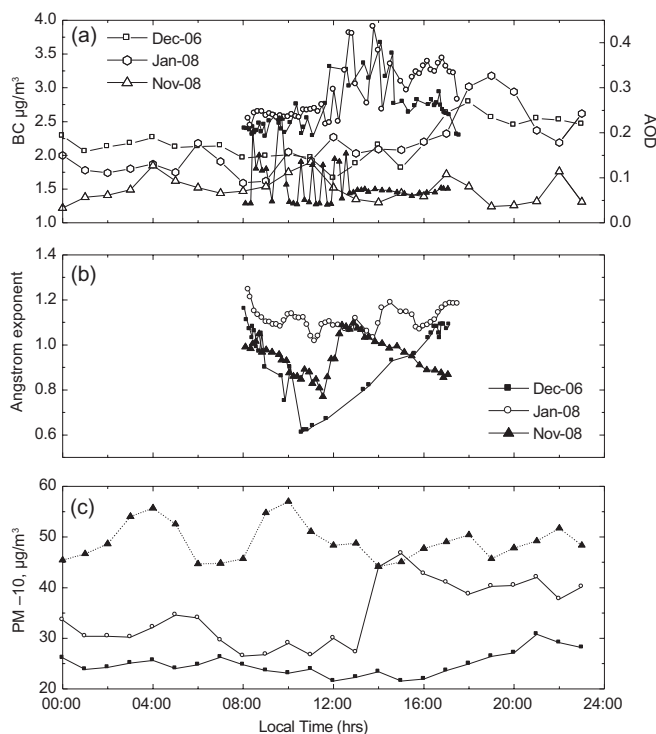 (a)
Dec-06
Jan-08
Nov-08
BC µg/m³
4.0
3.5
3.0
2.5
2.0
1.5
1.0
AOD
0.4
0.3
0.2
0.1
0.0
(b)
Angstrom exponent
1.4
1.2
1.0
0.8
0.6
Dec-06
Jan-08
Nov-08
(c)
PM –10, µg/m³
60
50
40
30
20
00:00 04:00 08:00 12:00 16:00 20:00 24:00
Local Time (hrs)